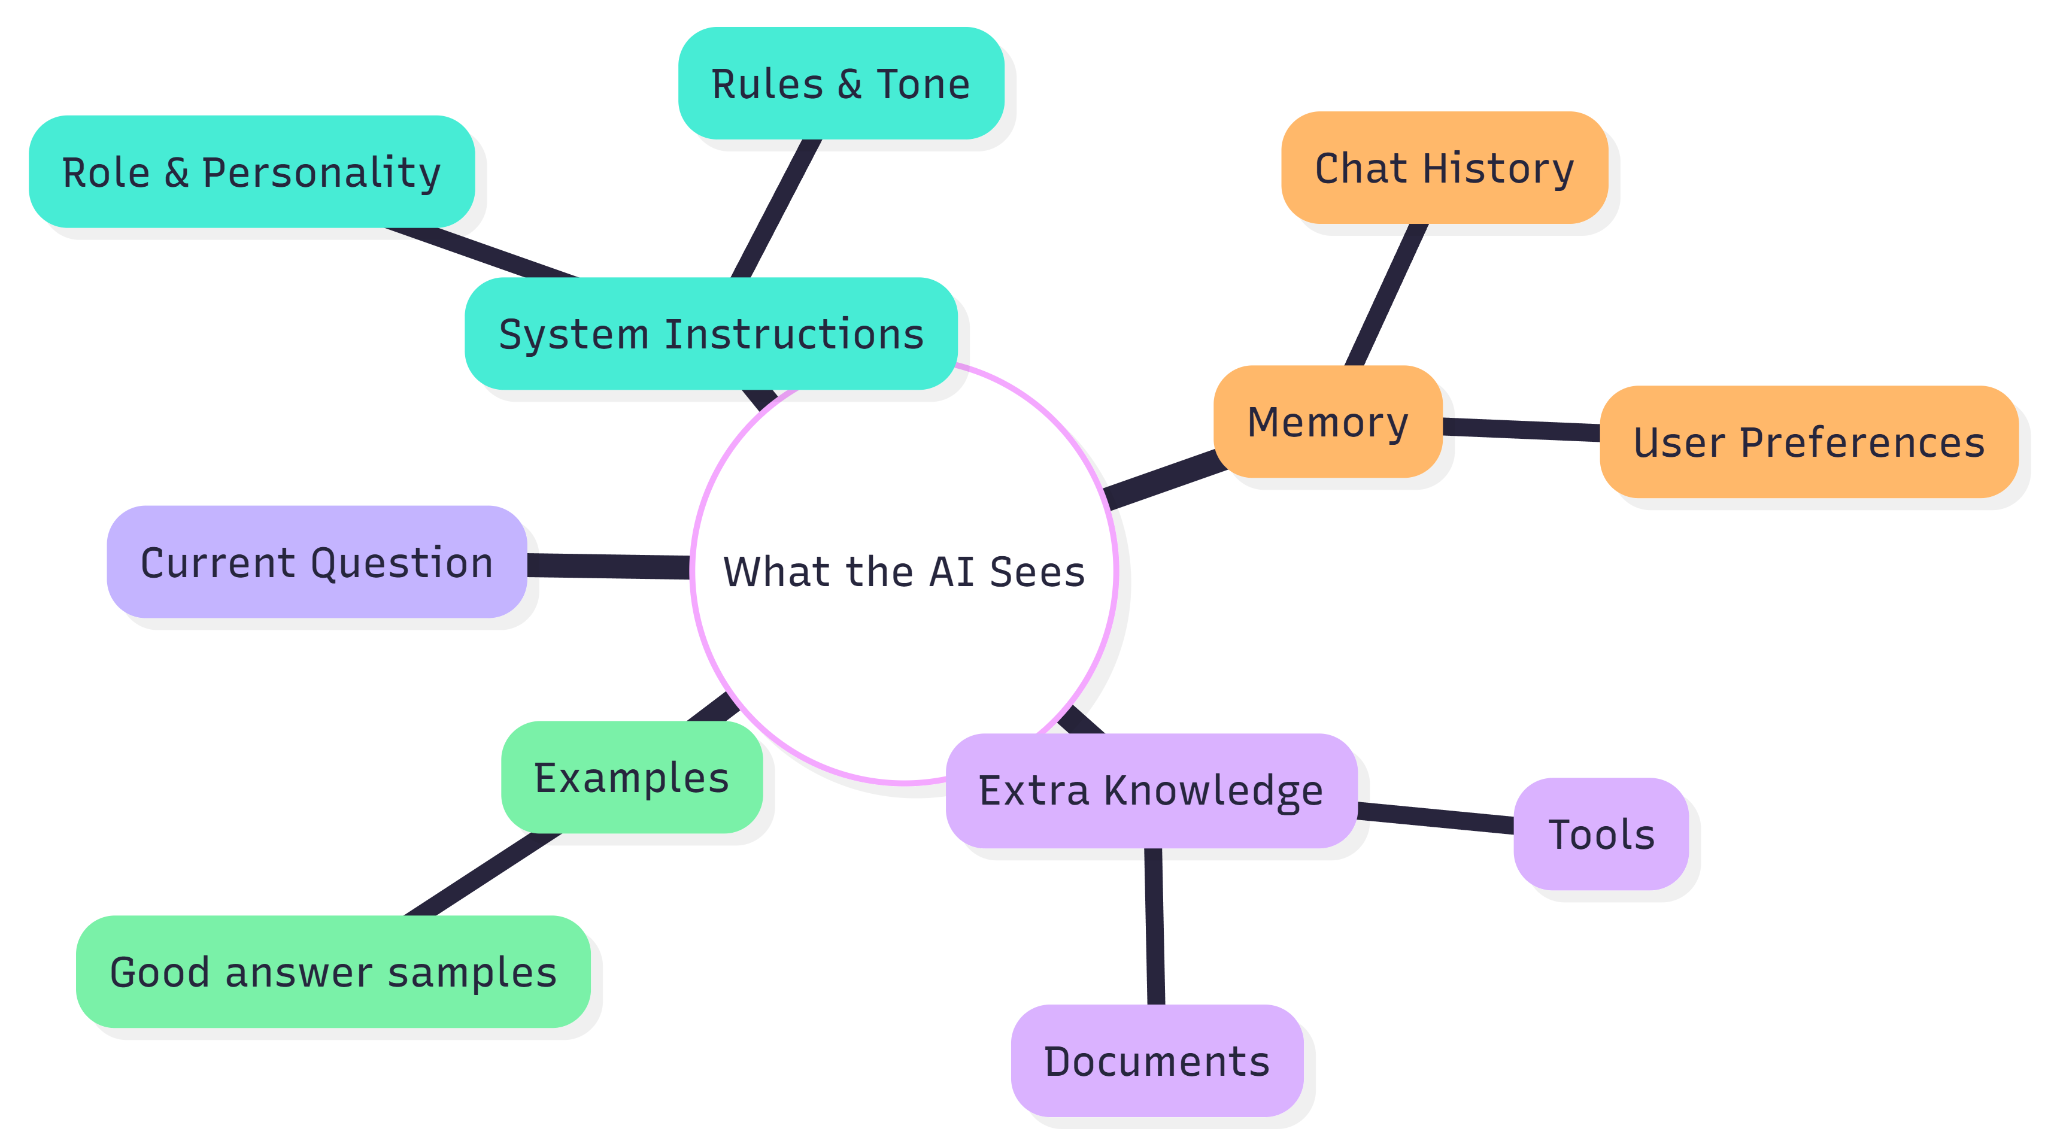 Rules & Tone
Role & Personality
Chat History
System Instructions
Memory
User Preferences
Current Question
What the AI Sees
Examples
Extra Knowledge
Tools
Good answer samples
Documents